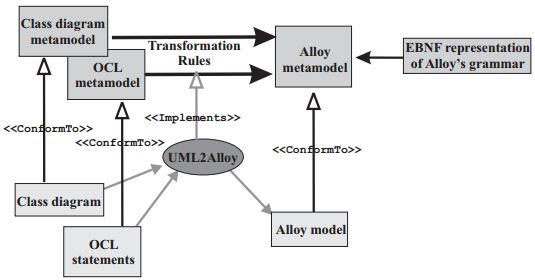 Class diagram
metamodel
Transformation
Rules
OCL
metamodel
Alloy
metamodel
EBNF representation
of Alloy's grammar
<<Implements>>
<<ConformTo>>
<<ConformTo>>
<<ConformTo>>
UML2Alloy
Class diagram
Alloy model
OCL
statements